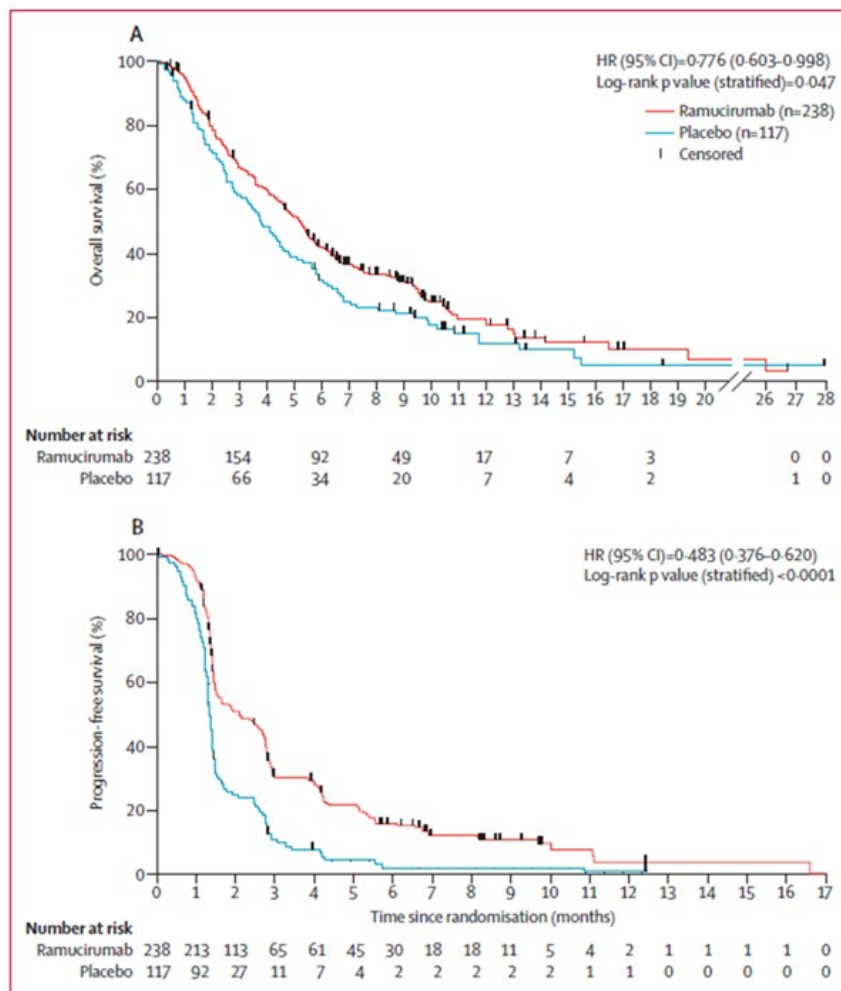 A
HR (95% CI)=0·776 (0·603–0·998)
Log-rank p value (stratified)=0·047
Ramucirumab (n=238)
Placebo (n=117)
Censored
Overall survival (%)
100
80
60
40
20
0
0 1 2 3 4 5 6 7 8 9 10 11 12 13 14 15 16 17 18 19 20 26 27 28
Number at risk
Ramucirumab 238 154 92 49 17 7 3 0 0
Placebo 117 66 34 20 7 4 2 1 0
B
HR (95% CI)=0·483 (0·376–0·620)
Log-rank p value (stratified) <0·0001
Progression-free survival (%)
100
80
60
40
20
0
0 1 2 3 4 5 6 7 8 9 10 11 12 13 14 15 16 17
Time since randomisation (months)
Number at risk
Ramucirumab 238 213 113 65 61 45 30 18 18 11 5 4 2 1 1 1 1 0
Placebo 117 92 27 11 7 4 2 2 2 2 2 1 1 0 0 0 0 0